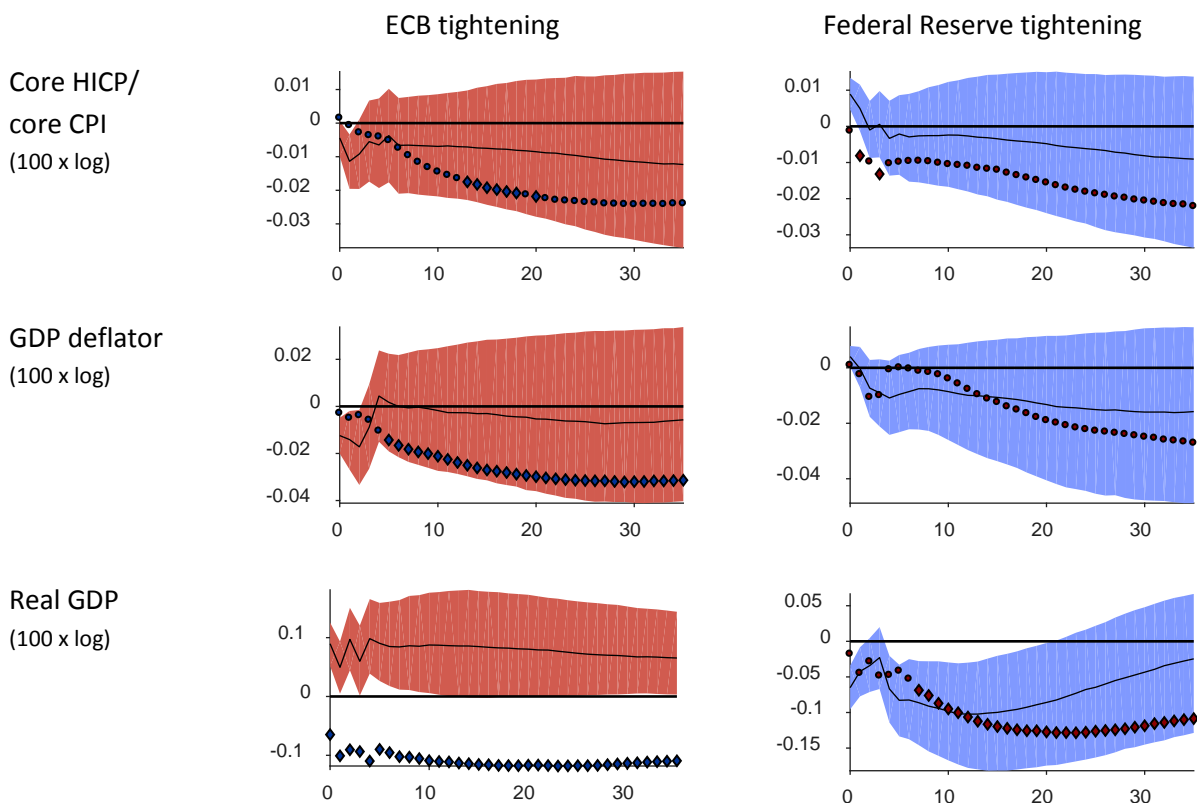 ECB tightening
Federal Reserve tightening
Core HICP/
core CPI
(100 x log)
0.01
0
-0.01
-0.02
-0.03
0 10 20 30
0.01
0
-0.01
-0.02
-0.03
0 10 20 30
GDP deflator
(100 x log)
0.02
0
-0.02
-0.04
0 10 20 30
0
-0.02
-0.04
0 10 20 30
Real GDP
(100 x log)
0.1
0
-0.1
0 10 20 30
0.05
0
-0.05
-0.1
-0.15
0 10 20 30